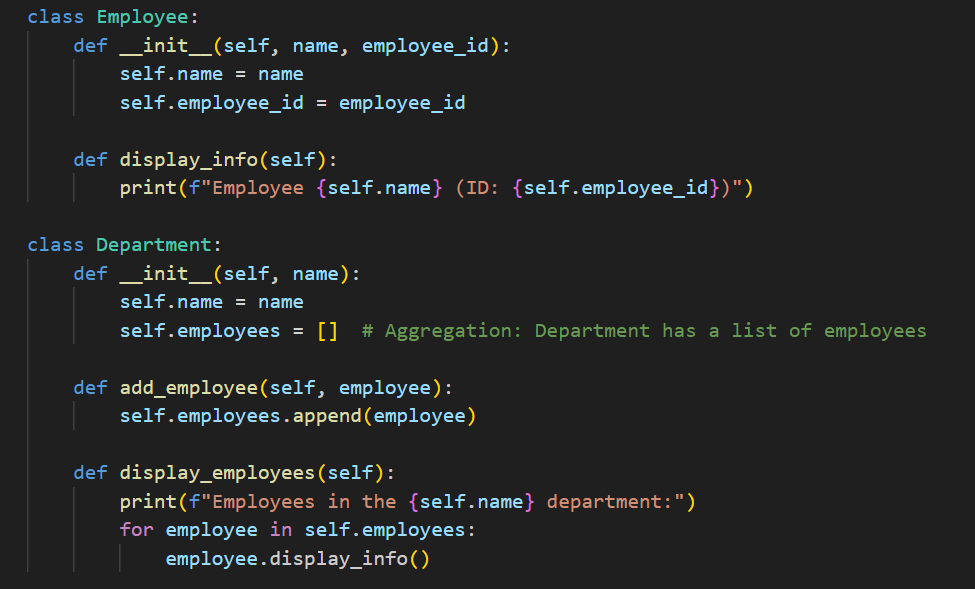 class Employee:
    def __init__(self, name, employee_id):
        self.name = name
        self.employee_id = employee_id

    def display_info(self):
        print(f"Employee {self.name} (ID: {self.employee_id})")

class Department:
    def __init__(self, name):
        self.name = name
        self.employees = []  # Aggregation: Department has a list of employees

    def add_employee(self, employee):
        self.employees.append(employee)

    def display_employees(self):
        print(f"Employees in the {self.name} department:")
        for employee in self.employees:
            employee.display_info()